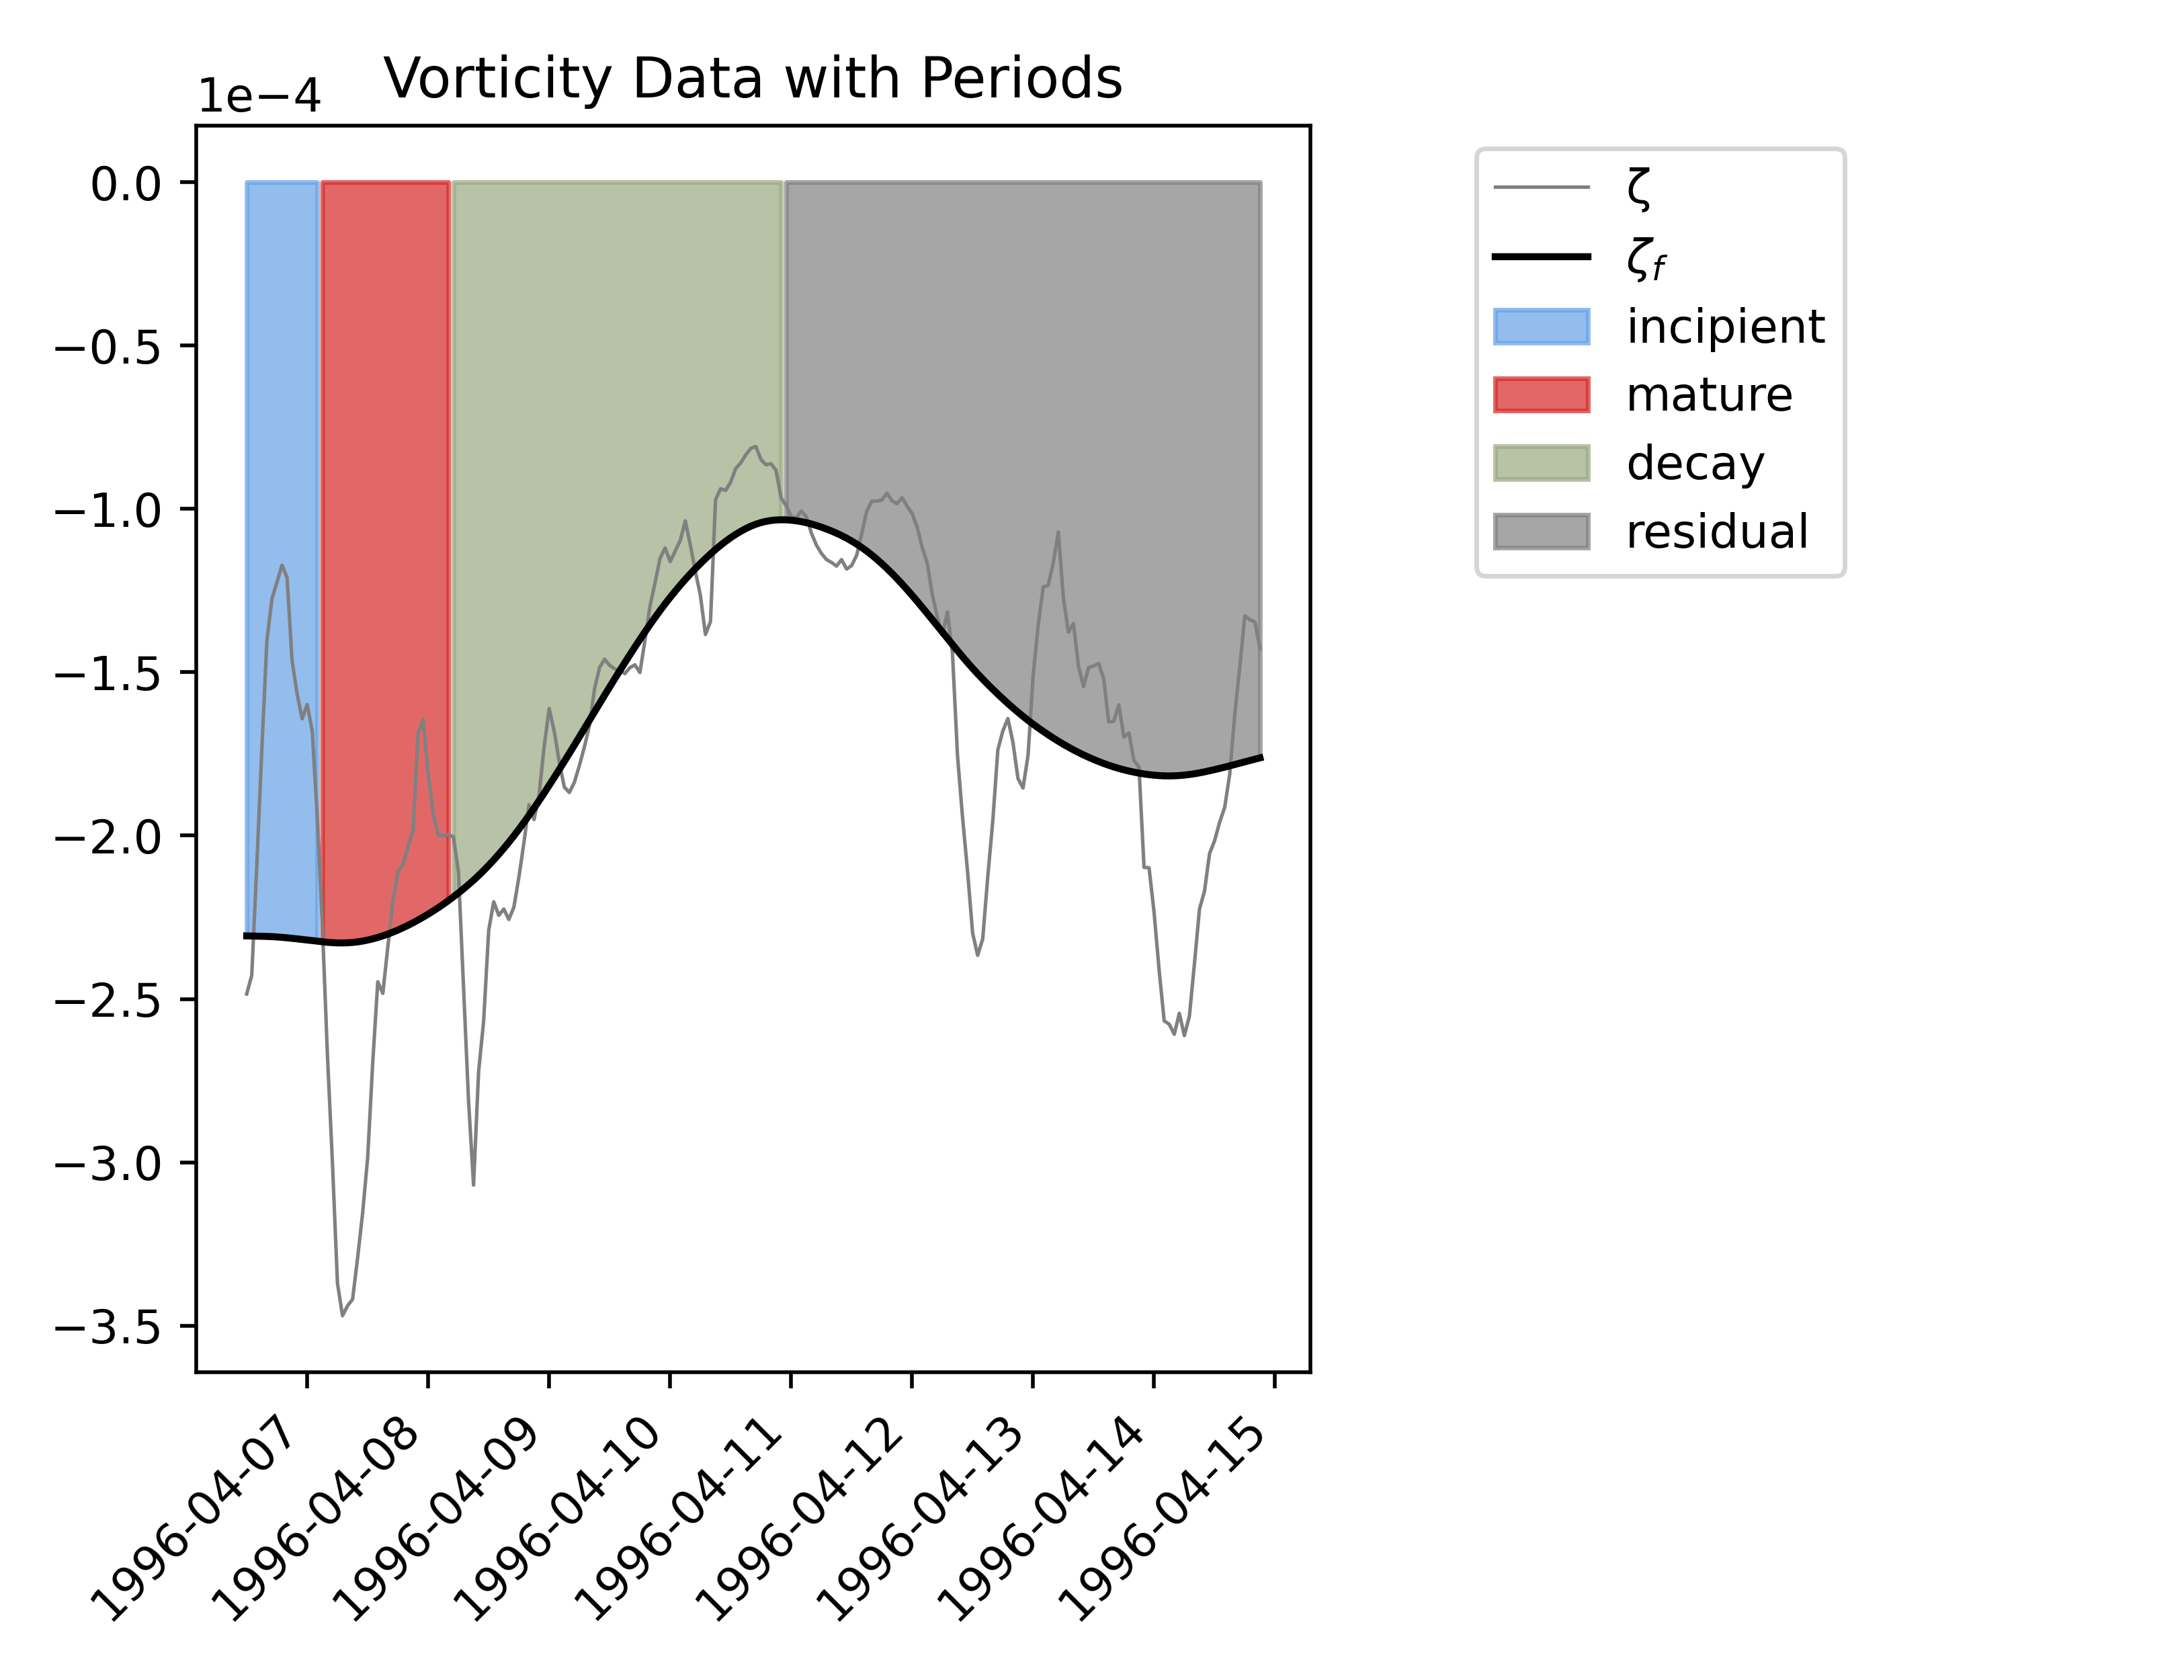 Vorticity Data with Periods
1e−4
0.0
−0.5
−1.0
−1.5
−2.0
−2.5
−3.0
−3.5
1996-04-07
1996-04-08
1996-04-09
1996-04-10
1996-04-11
1996-04-12
1996-04-13
1996-04-14
1996-04-15
ζ
ζf
incipient
mature
decay
residual